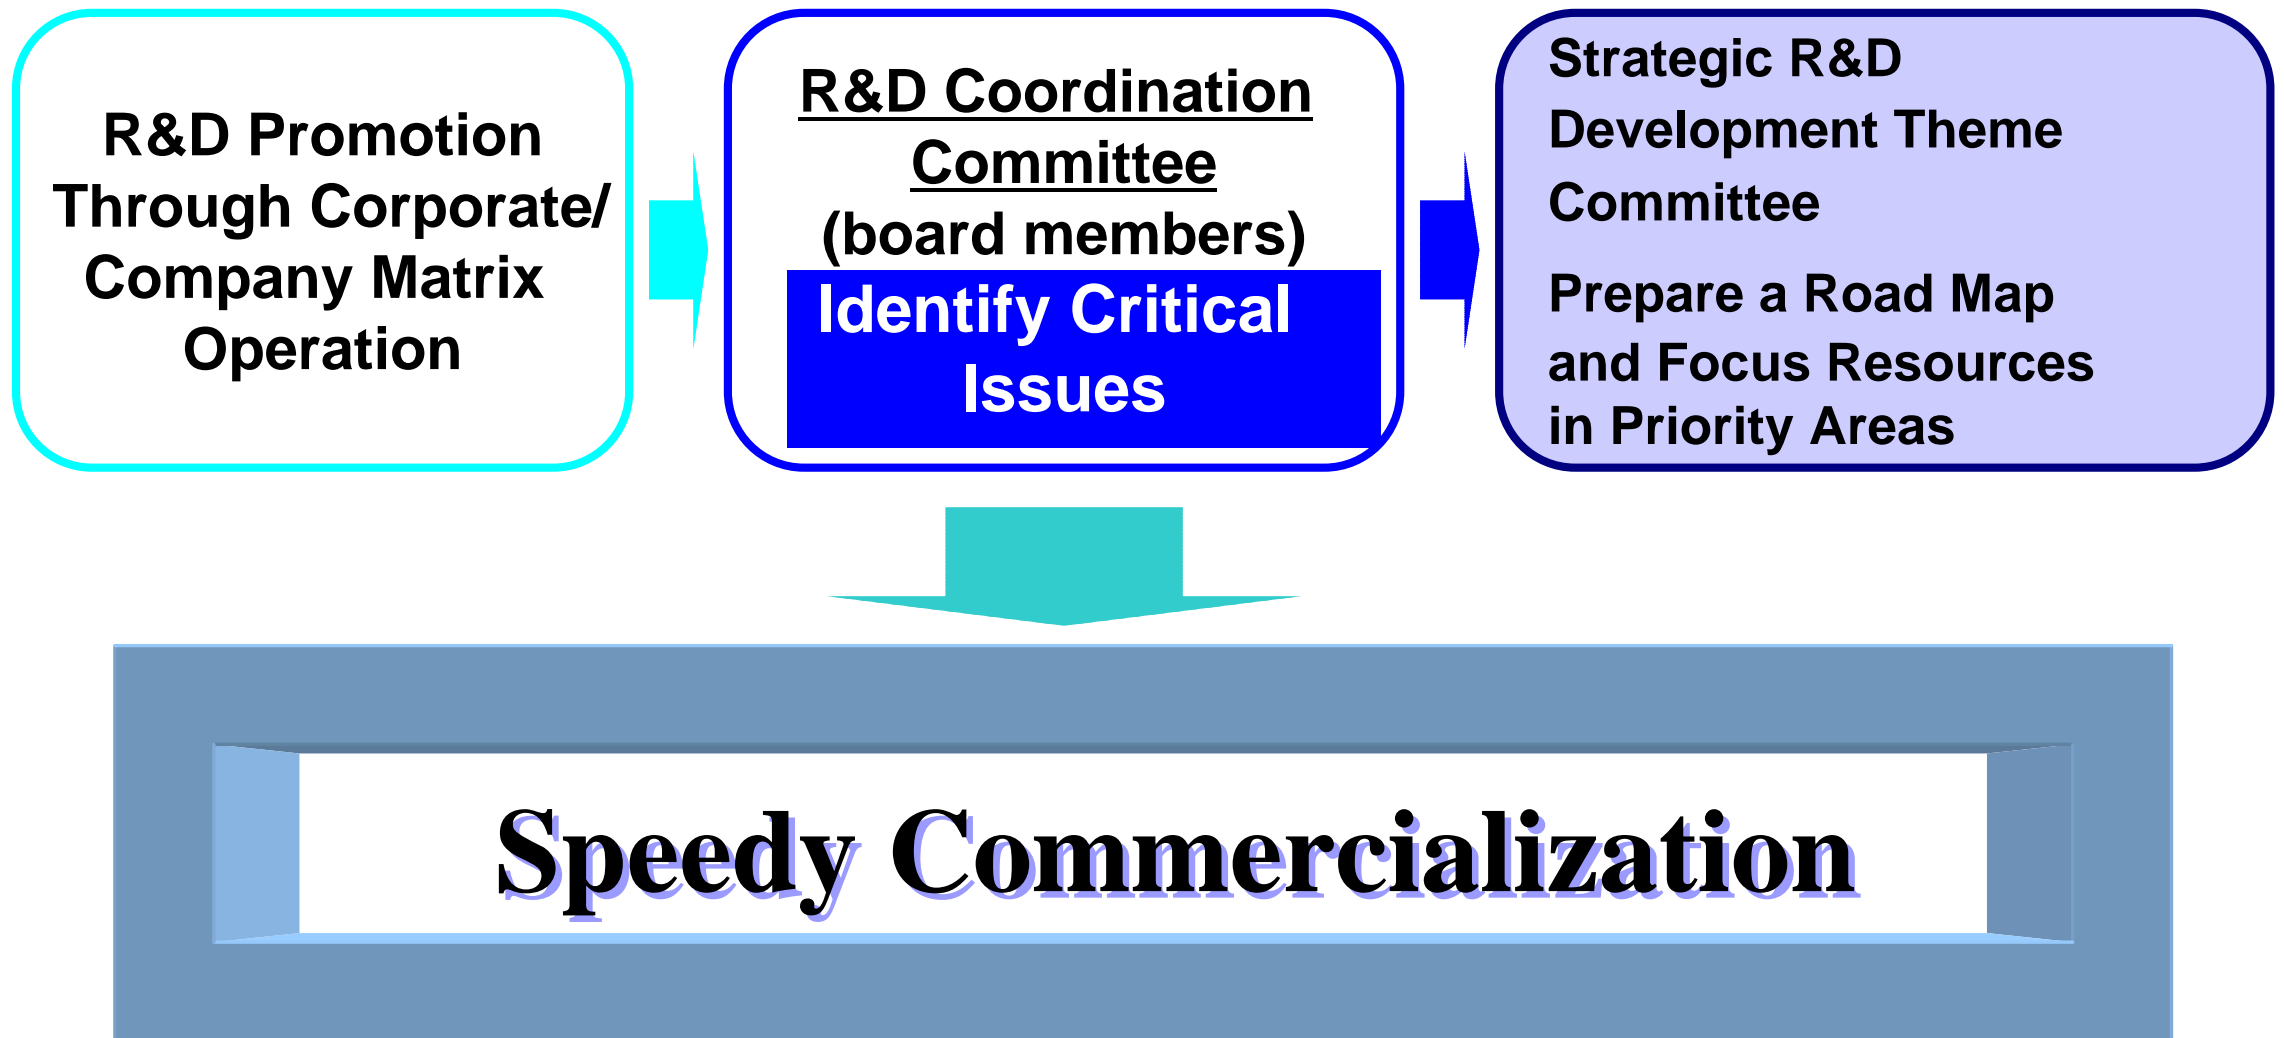 R&D Promotion
Through Corporate/
Company Matrix
Operation
R&D Coordination
Committee
(board members)
Identify Critical
Issues
Strategic R&D
Development Theme
Committee
Prepare a Road Map
and Focus Resources
in Priority Areas
Speedy Commercialization